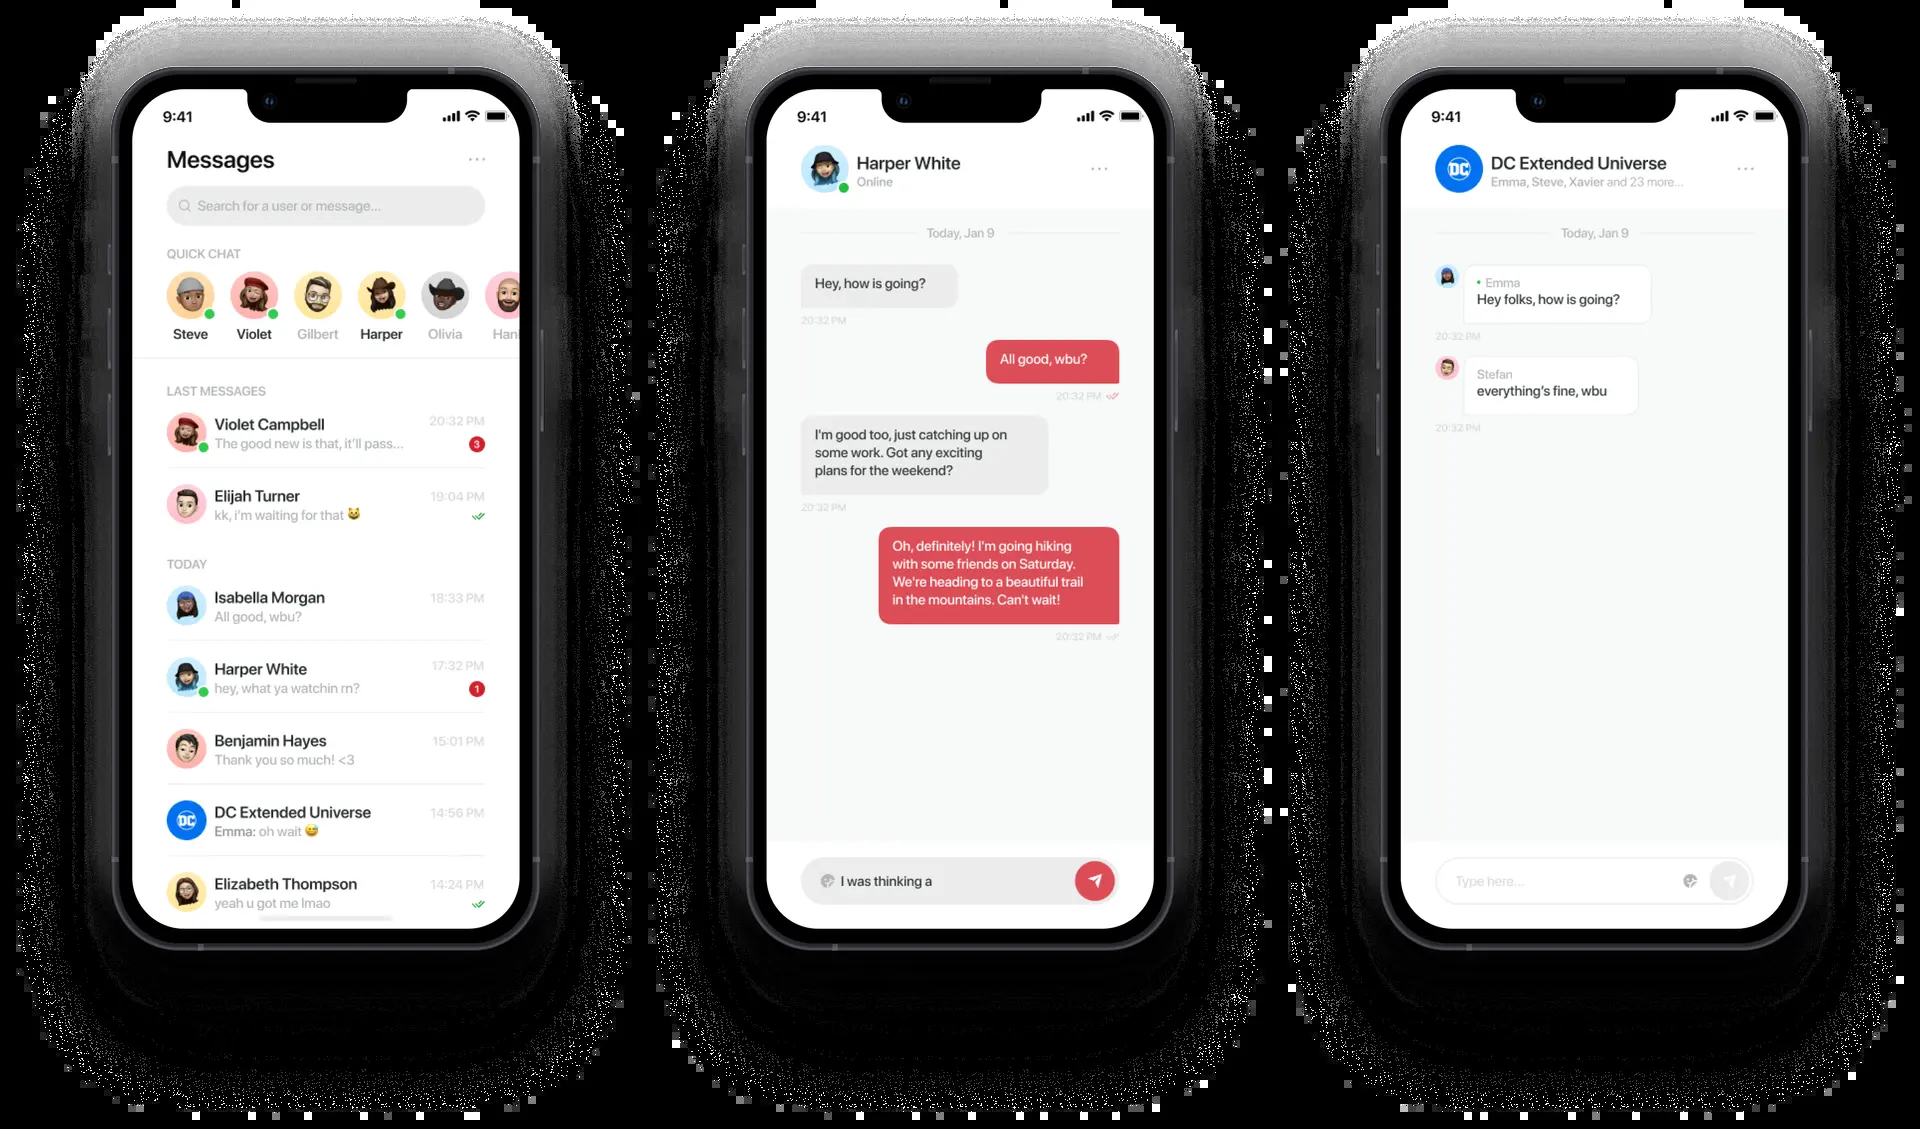 9:41
Messages
Search for a user or message...
QUICK CHAT
Steve
Violet
Gilbert
Harper
Olivia
Hanl
LAST MESSAGES
Violet Campbell
20:32 PM
The good new is that, it'll pass...
3
Elijah Turner
19:04 PM
kk, i'm waiting for that
TODAY
Isabella Morgan
18:33 PM
All good, wbu?
Harper White
17:32 PM
hey, what ya watchin rn?
1
Benjamin Hayes
15:01 PM
Thank you so much! <3
DC
DC Extended Universe
14:56 PM
Emma: oh wait
Elizabeth Thompson
14:24 PM
yeah u got me lmao
9:41
Harper White
Online
Today, Jan 9
Hey, how is going?
20:32 PM
All good, wbu?
20:32 PM
I'm good too, just catching up on
some work. Got any exciting
plans for the weekend?
20:32 PM
Oh, definitely! I'm going hiking
with some friends on Saturday.
We're heading to a beautiful trail
in the mountains. Can't wait!
20:32 PM
I was thinking a
9:41
DC
DC Extended Universe
Emma, Steve, Xavier and 23 more...
Today, Jan 9
Emma
Hey folks, how is going?
20:32 PM
Stefan
everything's fine, wbu
20:32 PM
Type here...